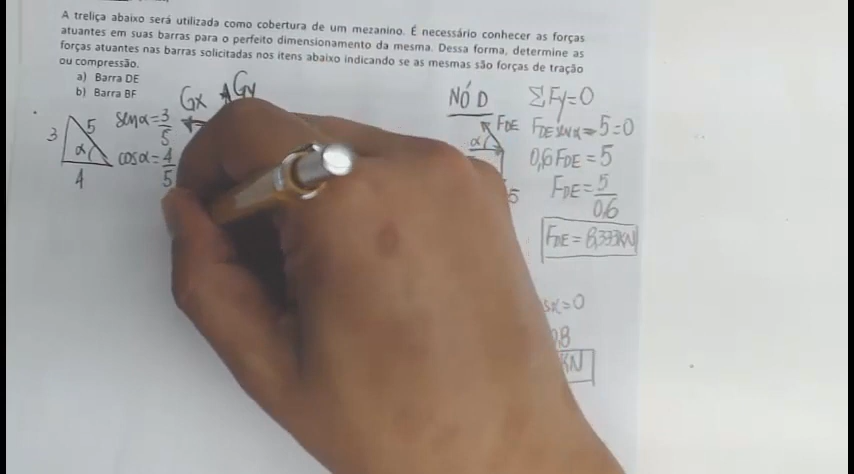 A treliça abaixo será utilizada como cobertura de um mezanino. É necessário conhecer as forças
atuantes em suas barras para o perfeito dimensionamento da mesma. Dessa forma, determine as
forças atuantes nas barras solicitadas nos itens abaixo indicando se as mesmas são forças de tração
ou compressão.
a) Barra DE
b) Barra BF
3 5 α 4
senα=3/5
cosα=4/5
Gx Gy
NÓ D
FDE
α
5
ΣFy=0
FDE senα-5=0
0,6FDE=5
FDE=5/0,6
FDE=8,333KN
=0
KN